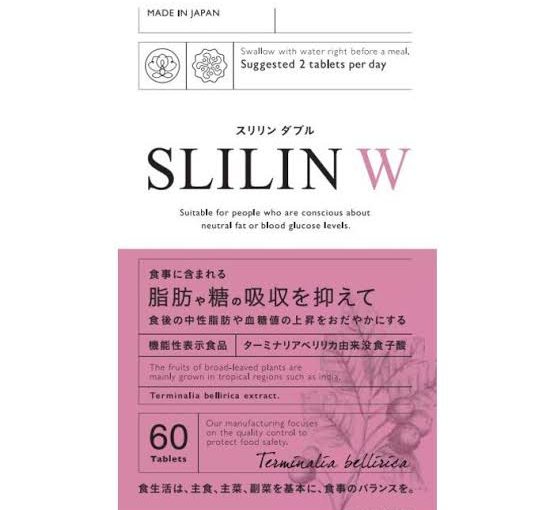 MADE IN JAPAN
Swallow with water right before a meal.
Suggested 2 tablets per day
スリリン ダブル
SLILIN W
Suitable for people who are conscious about
neutral fat or blood glucose levels.
食事に含まれる
脂肪や糖の吸収を抑えて
食後の中性脂肪や血糖値の上昇をおだやかにする
機能性表示食品 ターミナリアベリリカ由来没食子酸
The fruits of broad-leaved plants are
mainly grown in tropical regions such as india.
Terminalia bellirica extract.
60
Tablets
Our manufacturing focuses
on the quality control to
protect food safety.
Terminalia bellirica
食生活は、主食、主菜、副菜を基本に、食事のバランスを。